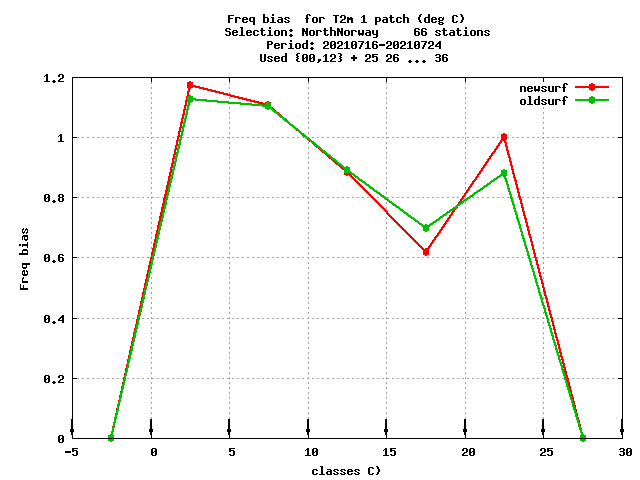 Freq bias  for T2m 1 patch (deg C)
Selection: NorthNorway     66 stations
Period: 20210716-20210724
Used {00,12} + 25 26 ... 36
newsurf
oldsurf
1.2
1
0.8
0.6
0.4
0.2
0
Freq bias
-5 0 5 10 15 20 25 30
classes C)